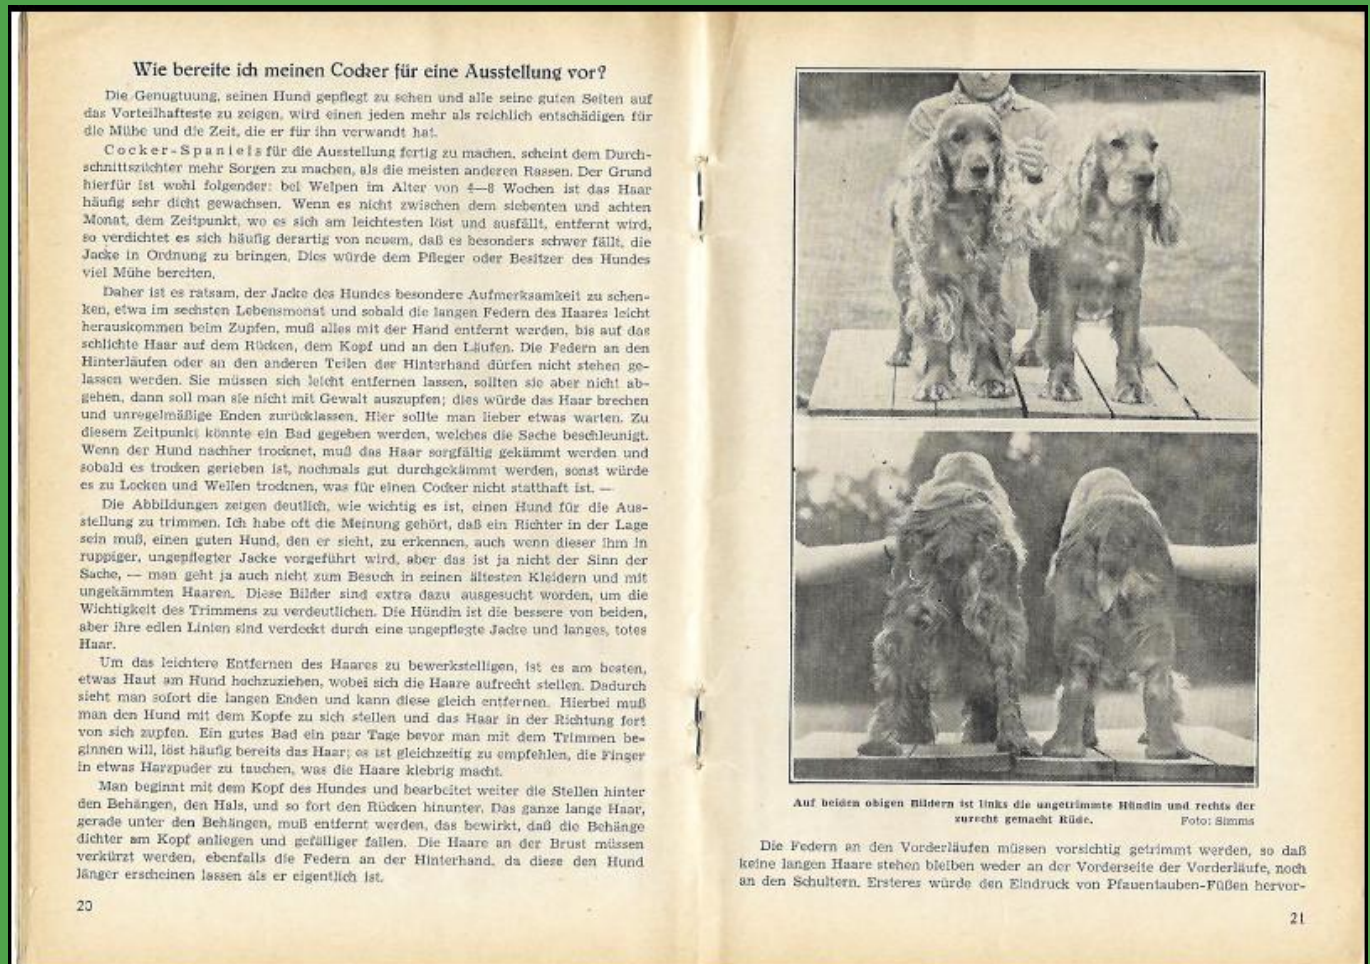 Wie bereite ich meinen Cocker für eine Ausstellung vor?
Die Genugtuung, seinen Hund gepflegt zu sehen und alle seine guten Seiten auf
das Vorteilhafteste zu zeigen, wird einen jeden mehr als reichlich entschädigen für
die Mühe und die Zeit, die er für ihn verwandt hat.
Cocker-Spaniels für die Ausstellung fertig zu machen, scheint dem Durch-
schnittszüchter mehr Sorgen zu machen, als die meisten anderen Rassen. Der Grund
hierfür ist wohl folgender: bei Welpen im Alter von 4—8 Wochen ist das Haar
häufig sehr dicht gewachsen. Wenn es nicht zwischen dem siebenten und achten
Monat, dem Zeitpunkt, wo es sich am leichtesten löst und ausfällt, entfernt wird,
so verdichtet es sich häufig derartig von neuem, daß es besonders schwer fällt, die
Jacke in Ordnung zu bringen. Dies würde dem Pfleger oder Besitzer des Hundes
viel Mühe bereiten.
Daher ist es ratsam, der Jacke des Hundes besondere Aufmerksamkeit zu schen-
ken, etwa im sechsten Lebensmonat und sobald die langen Federn des Haares leicht
herauskommen beim Zupfen, muß alles mit der Hand entfernt werden, bis auf das
schlichte Haar auf dem Rücken, dem Kopf und an den Läufen. Die Federn an den
Hinterläufen oder an den anderen Teilen der Hinterhand dürfen nicht stehen ge-
lassen werden. Sie müssen sich leicht entfernen lassen, sollten sie aber nicht ab-
gehen, dann soll man sie nicht mit Gewalt auszupfen; dies würde das Haar brechen
und unregelmäßige Enden zurücklassen. Hier sollte man lieber etwas warten. Zu
diesem Zeitpunkt könnte ein Bad gegeben werden, welches die Sache beschleunigt.
Wenn der Hund nachher trocknet, muß das Haar sorgfältig gekämmt werden und
sobald es trocken gerieben ist, nochmals gut durchgekämmt werden, sonst würde
es zu Locken und Wellen trocknen, was für einen Cocker nicht statthaft ist. —
Die Abbildungen zeigen deutlich, wie wichtig es ist, einen Hund für die Aus-
stellung zu trimmen. Ich habe oft die Meinung gehört, daß ein Richter in der Lage
sein muß, einen guten Hund, den er sieht, zu erkennen, auch wenn dieser ihm in
ruppiger, ungepflegter Jacke vorgeführt wird, aber das ist ja nicht der Sinn der
Sache, — man geht ja auch nicht zum Besuch in seinen ältesten Kleidern und mit
ungekämmten Haaren. Diese Bilder sind extra dazu ausgesucht worden, um die
Wichtigkeit des Trimmens zu verdeutlichen. Die Hündin ist die bessere von beiden,
aber ihre edlen Linien sind verdeckt durch eine ungepflegte Jacke und langes, totes
Haar.
Um das leichtere Entfernen des Haares zu bewerkstelligen, ist es am besten,
etwas Haut am Hund hochzuziehen, wobei sich die Haare aufrecht stellen. Dadurch
sieht man sofort die langen Enden und kann diese gleich entfernen. Hierbei muß
man den Hund mit dem Kopfe zu sich stellen und das Haar in der Richtung fort
von sich zupfen. Ein gutes Bad ein paar Tage bevor man mit dem Trimmen be-
ginnen will, löst häufig bereits das Haar; es ist gleichzeitig zu empfehlen, die Finger
in etwas Harzpuder zu tauchen, was die Haare klebrig macht.
Man beginnt mit dem Kopf des Hundes und bearbeitet weiter die Stellen hinter
den Behängen, den Hals, und so fort den Rücken hinunter. Das ganze lange Haar,
gerade unter den Behängen, muß entfernt werden, das bewirkt, daß die Behänge
dichter am Kopf anliegen und gefälliger fallen. Die Haare an der Brust müssen
verkürzt werden, ebenfalls die Federn an der Hinterhand, da diese den Hund
länger erscheinen lassen als er eigentlich ist.
20
Auf beiden obigen Bildern ist links die ungetrimmte Hündin und rechts der
zurecht gemacht Rüde. Foto: Simms
Die Federn an den Vorderläufen müssen vorsichtig getrimmt werden, so daß
keine langen Haare stehen bleiben weder an der Vorderseite der Vorderläufe, noch
an den Schultern. Ersteres würde den Eindruck von Pfauentauben-Füßen hervor-
21